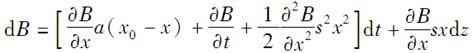 dB = [ ∂B/∂x a(x₀ − x) + ∂B/∂t + 1/2 ∂²B/∂x² s²x² ] dt + ∂B/∂x sxdz